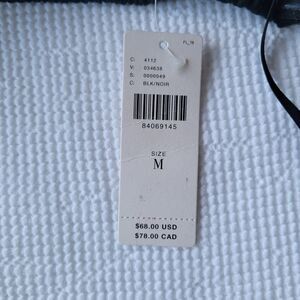 C: 4112
V: 034638
S: 0000049
C: BLK/NOIR
84069145
SIZE
M
$68.00 USD
$78.00 CAD